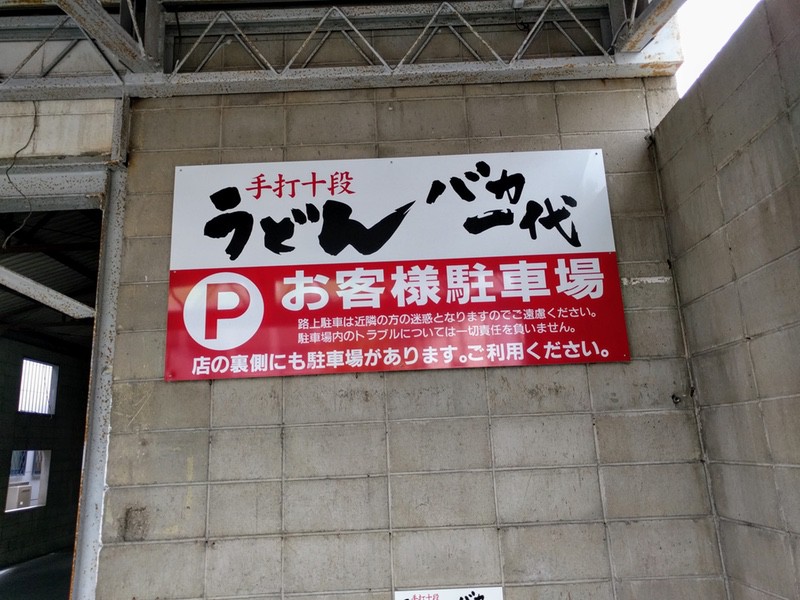 手打十段
うどん バカ一代
P お客様駐車場
路上駐車は近隣の方の迷惑となりますのでご遠慮ください。
駐車場内のトラブルについては一切責任を負いません。
店の裏側にも駐車場があります。ご利用ください。
手打十段